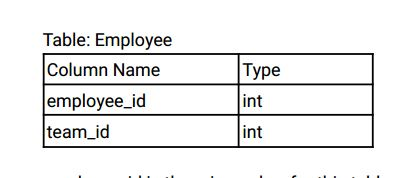 Table: Employee
Column Name Type
employee_id int
team_id int